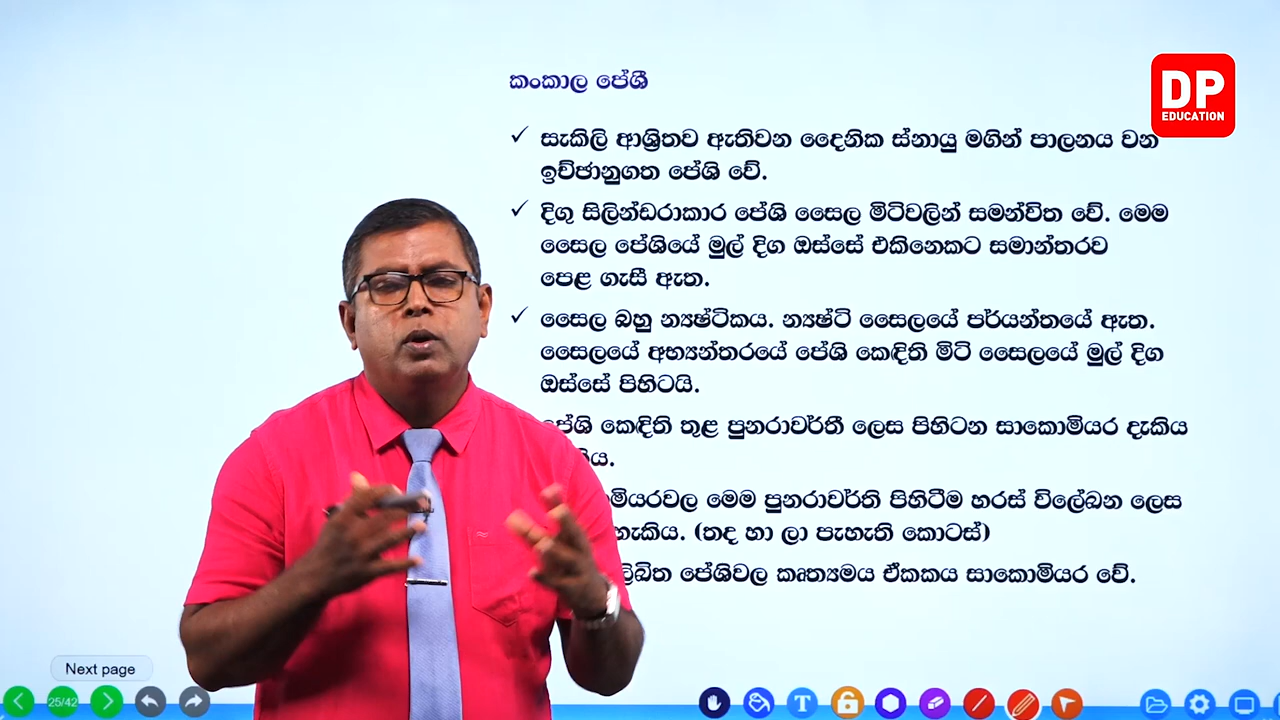 කංකාල පේශී
DP
EDUCATION
✓ සැකිලි ආශ්‍රිතව ඇතිවන දෛනික ස්නායු මගින් පාලනය වන
ඉච්ඡානුගත පේශි වේ.
✓ දිගු සිලින්ඩරාකාර පේශි සෛල මිටිවලින් සමන්විත වේ. මෙම
සෛල පේශියේ මුල් දිග ඔස්සේ එකිනෙකට සමාන්තරව
පෙළ ගැසී ඇත.
✓ සෛල බහු න්‍යෂ්ටිකය. න්‍යෂ්ටි සෛලයේ පර්යන්තයේ ඇත.
සෛලයේ අභ්‍යන්තරයේ පේශි කෙඳිති මිටි සෛලයේ මුල් දිග
ඔස්සේ පිහිටයි.
කෙඳිති තුළ පුනරාවර්තී ලෙස පිහිටන සාකොමියර දැකිය
මෙම පුනරාවර්ති පිහිටීම හරස් විලේඛන ලෙස
(තද හා ලා පැහැති කොටස්)
පේශිවල කෘත්‍යමය ඒකකය සාකොමියර වේ.
Next page
25/42
T